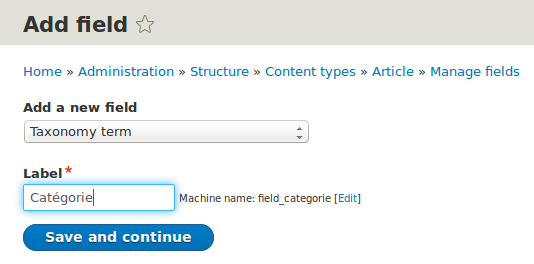 Add field
Home » Administration » Structure » Content types » Article » Manage fields
Add a new field
Taxonomy term
Label*
Catégorie Machine name: field_categorie [Edit]
Save and continue